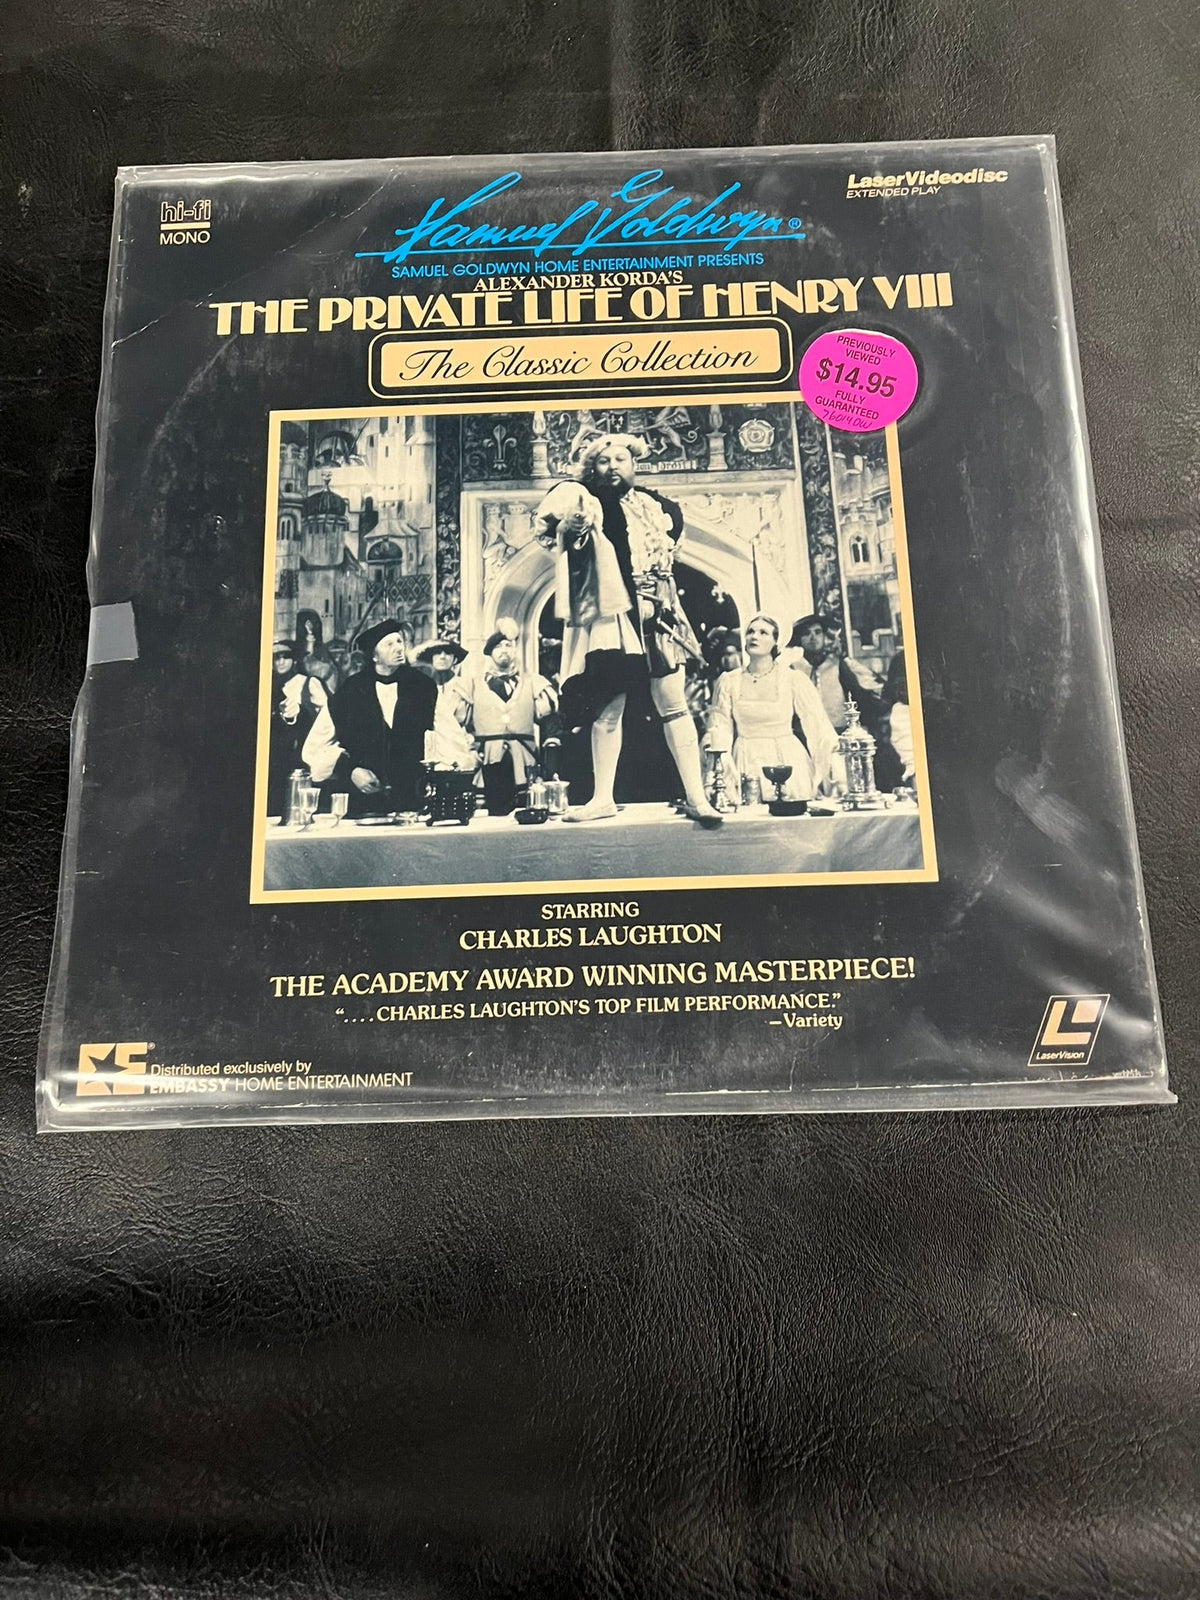 hi-fi
MONO
LaserVideodisc
EXTENDED PLAY
Samuel Goldwyn®
SAMUEL GOLDWYN HOME ENTERTAINMENT PRESENTS
ALEXANDER KORDA'S
THE PRIVATE LIFE OF HENRY VIII
The Classic Collection
PREVIOUSLY
VIEWED
$14.95
FULLY
GUARANTEED
STARRING
CHARLES LAUGHTON
THE ACADEMY AWARD WINNING MASTERPIECE!
"....CHARLES LAUGHTON'S TOP FILM PERFORMANCE."
—Variety
Distributed exclusively by
EMBASSY HOME ENTERTAINMENT
LaserVision